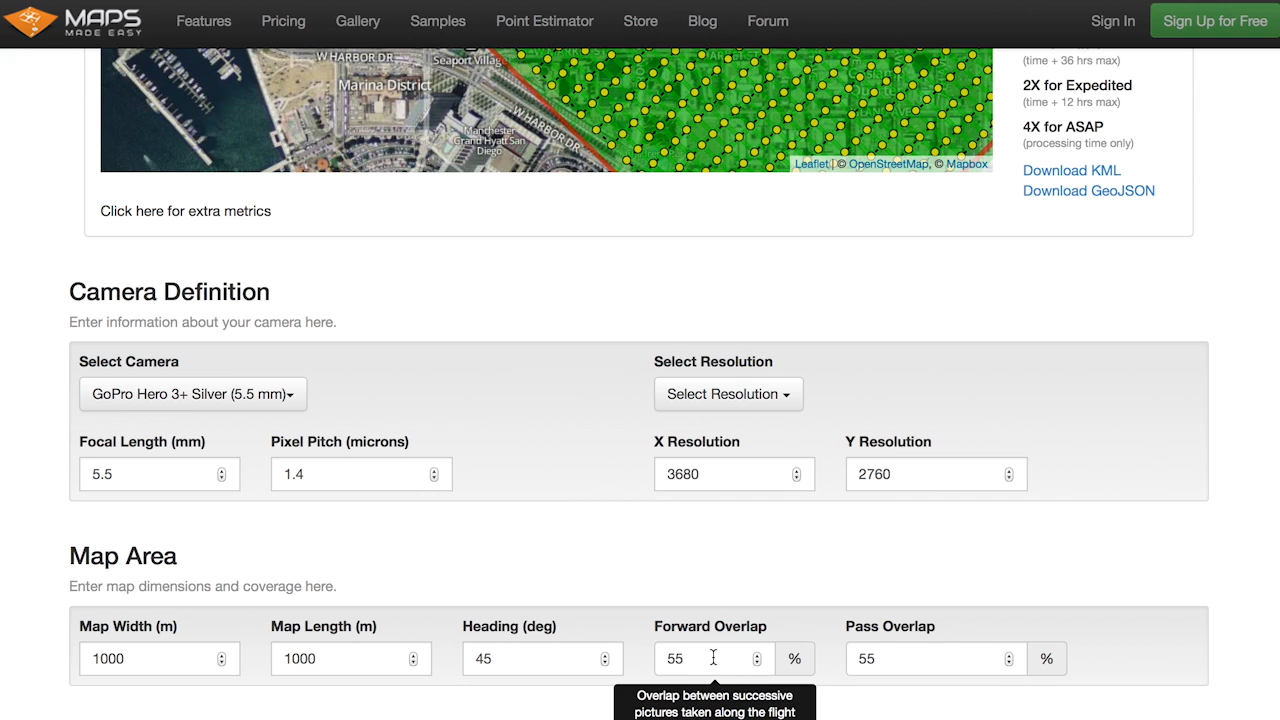 MAPS
MADE EASY
Features
Pricing
Gallery
Samples
Point Estimator
Store
Blog
Forum
Sign In
Sign Up for Free
W HARBOR DR
Seaport Village
Marina District
W HARBOR DR
Manchester
Grand Hyatt San
Diego
Leaflet | © OpenStreetMap, © Mapbox
(time + 36 hrs max)
2X for Expedited
(time + 12 hrs max)
4X for ASAP
(processing time only)
Download KML
Download GeoJSON
Click here for extra metrics
Camera Definition
Enter information about your camera here.
Select Camera
GoPro Hero 3+ Silver (5.5 mm)
Select Resolution
Select Resolution
Focal Length (mm)
5.5
Pixel Pitch (microns)
1.4
X Resolution
3680
Y Resolution
2760
Map Area
Enter map dimensions and coverage here.
Map Width (m)
1000
Map Length (m)
1000
Heading (deg)
45
Forward Overlap
55
%
Pass Overlap
55
%
Overlap between successive
pictures taken along the flight